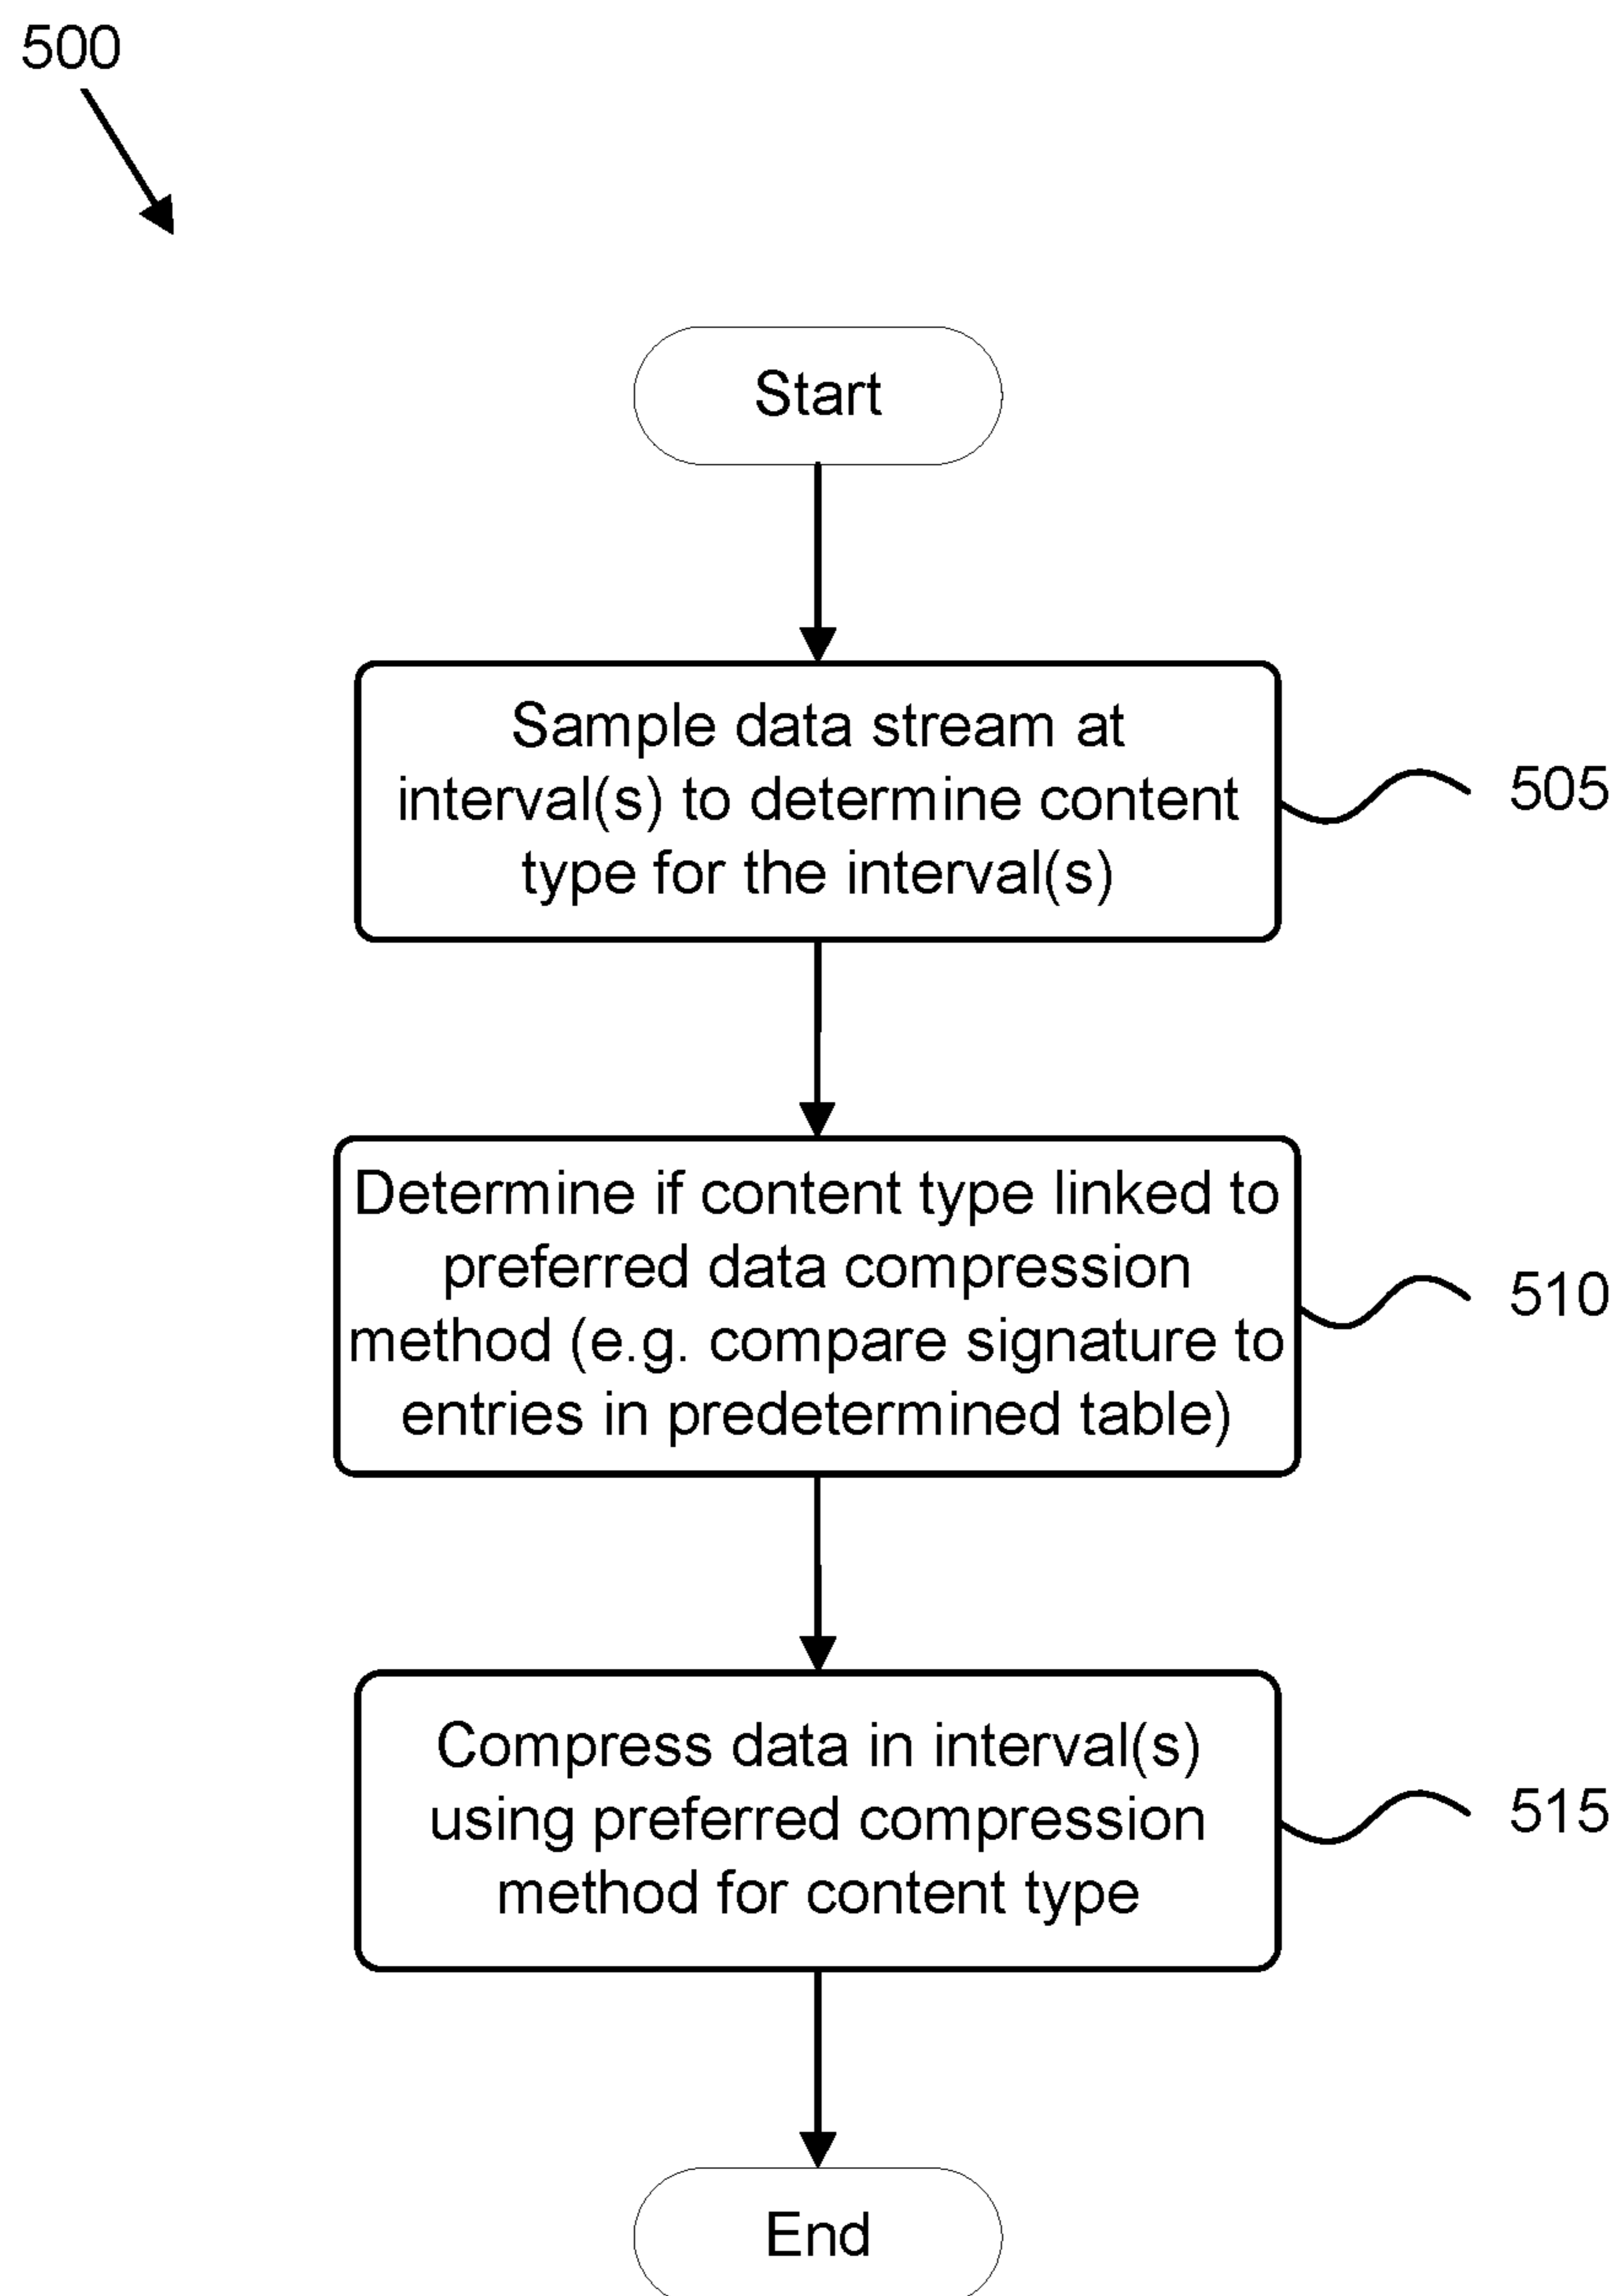 500
Start
Sample data stream at
interval(s) to determine content
type for the interval(s)
505
Determine if content type linked to
preferred data compression
method (e.g. compare signature to
entries in predetermined table)
510
Compress data in interval(s)
using preferred compression
method for content type
515
End